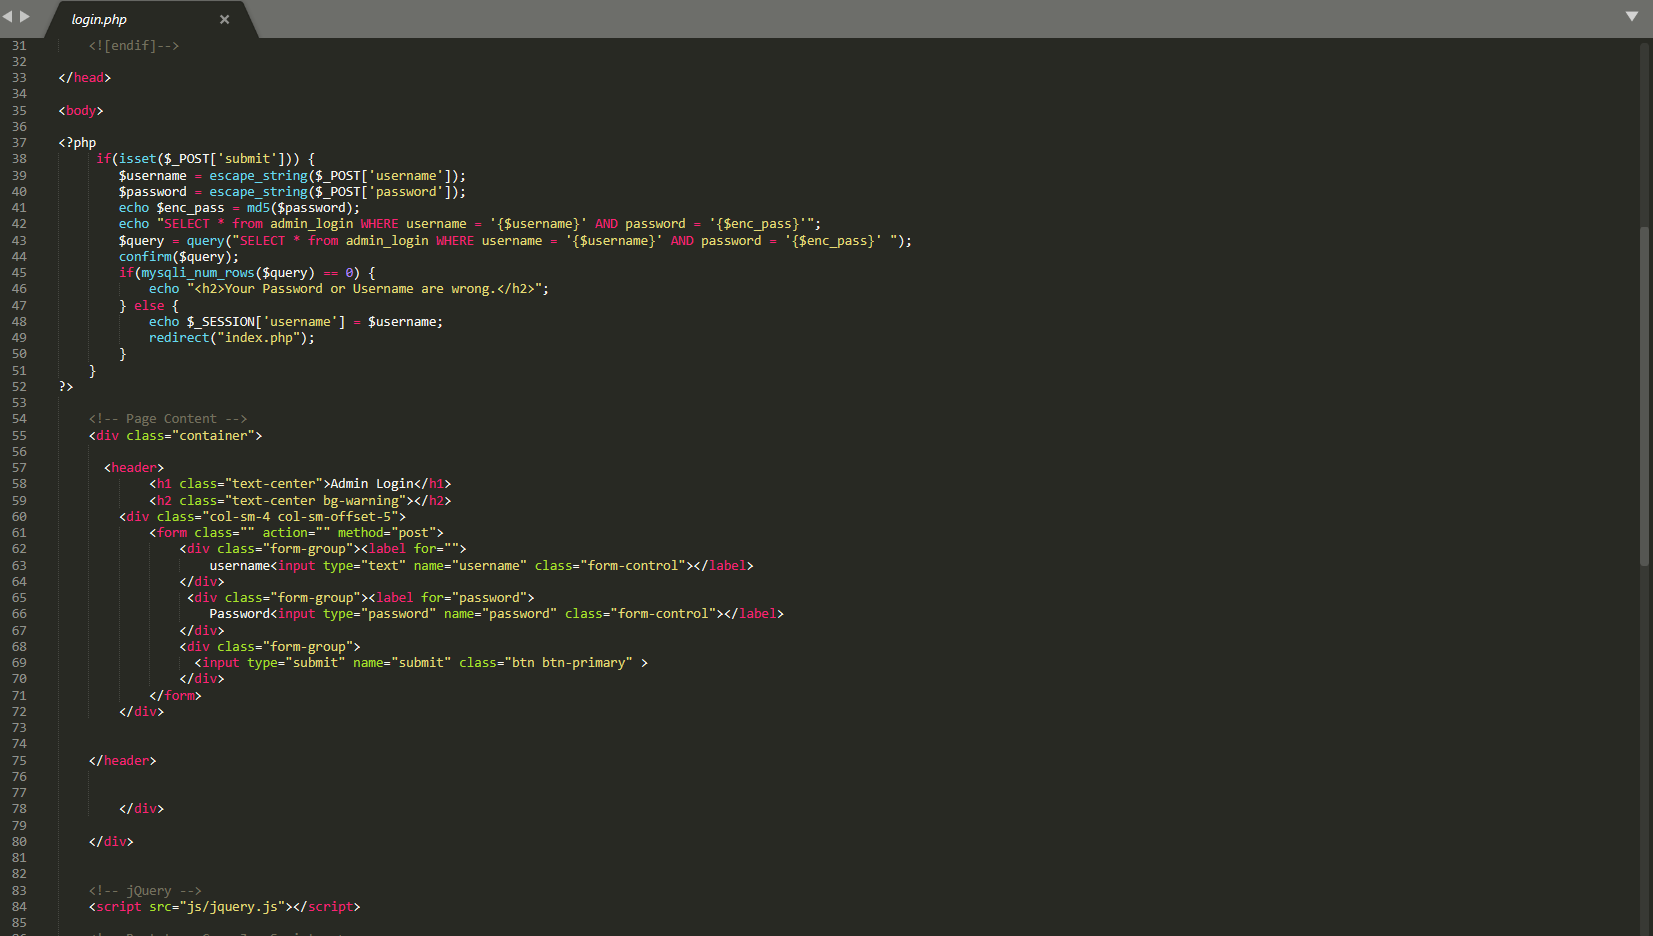 login.php ×
31 <![endif]-->
32
33 </head>
34
35 <body>
36
37 <?php
38 if(isset($_POST['submit'])) {
39 $username = escape_string($_POST['username']);
40 $password = escape_string($_POST['password']);
41 echo $enc_pass = md5($password);
42 echo "SELECT * from admin_login WHERE username = '{$username}' AND password = '{$enc_pass}'";
43 $query = query("SELECT * from admin_login WHERE username = '{$username}' AND password = '{$enc_pass}' ");
44 confirm($query);
45 if(mysqli_num_rows($query) == 0) {
46 echo "<h2>Your Password or Username are wrong.</h2>";
47 } else {
48 echo $_SESSION['username'] = $username;
49 redirect("index.php");
50 }
51 }
52 ?>
53
54 <!-- Page Content -->
55 <div class="container">
56
57 <header>
58 <h1 class="text-center">Admin Login</h1>
59 <h2 class="text-center bg-warning"></h2>
60 <div class="col-sm-4 col-sm-offset-5">
61 <form class="" action="" method="post">
62 <div class="form-group"><label for="">
63 username<input type="text" name="username" class="form-control"></label>
64 </div>
65 <div class="form-group"><label for="password">
66 Password<input type="password" name="password" class="form-control"></label>
67 </div>
68 <div class="form-group">
69 <input type="submit" name="submit" class="btn btn-primary" >
70 </div>
71 </form>
72 </div>
73
74
75 </header>
76
77
78 </div>
79
80 </div>
81
82
83 <!-- jQuery -->
84 <script src="js/jquery.js"></script>
85